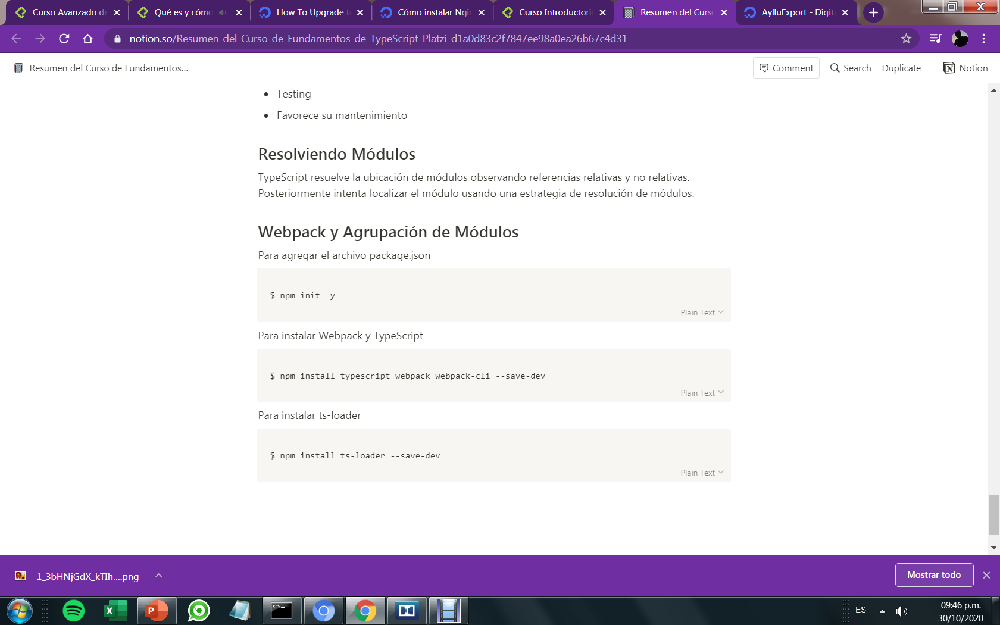 Curso Avanzado de
Qué es y cómo
How To Upgrade t
Cómo instalar Ngin
Curso Introductorio
Resumen del Curso
AylluExport - Digita
notion.so/Resumen-del-Curso-de-Fundamentos-de-TypeScript-Platzi-d1a0d83c2f7847ee98a0ea26b67c4d31
Resumen del Curso de Fundamentos...
Comment
Search
Duplicate
Notion
• Testing
• Favorece su mantenimiento
Resolviendo Módulos
TypeScript resuelve la ubicación de módulos observando referencias relativas y no relativas.
Posteriormente intenta localizar el módulo usando una estrategia de resolución de módulos.
Webpack y Agrupación de Módulos
Para agregar el archivo package.json
$ npm init -y
Plain Text
Para instalar Webpack y TypeScript
$ npm install typescript webpack webpack-cli --save-dev
Plain Text
Para instalar ts-loader
$ npm install ts-loader --save-dev
Plain Text
1_3bHNjGdX_kTIh....png
Mostrar todo
ES
09:46 p.m.
30/10/2020